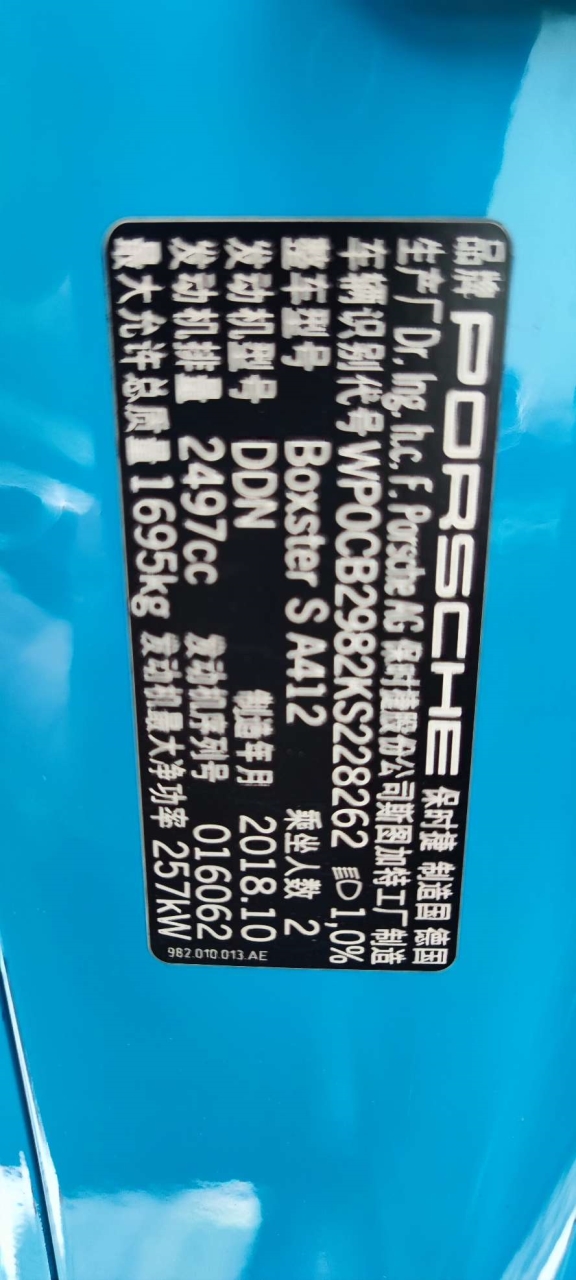 品牌 PORSCHE 保时捷 制造国 德国
生产厂 Dr. Ing. h.c. F. Porsche AG 保时捷股份公司斯图加特工厂 制造
车辆识别代号 WP0CB2982KS228262 1,0%
整车型号 Boxster S A412 乘坐人数 2
发动机型号 DDN 制造年月 2018.10
发动机排量 2497cc 发动机序列号 016062
最大允许总质量 1695kg 发动机最大净功率 257kW
982.010.013.AE